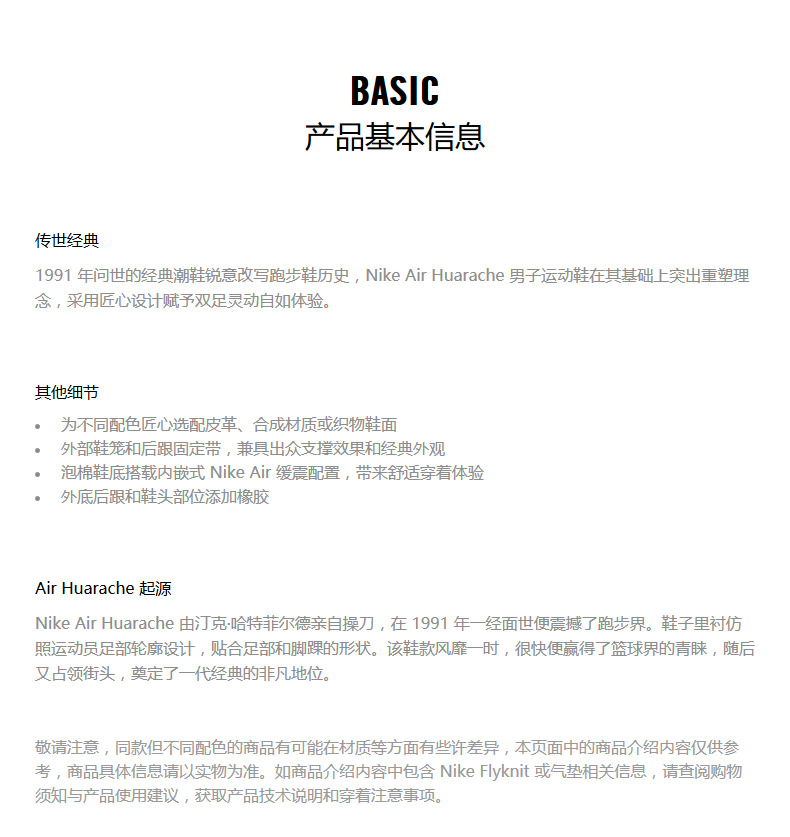 BASIC
产品基本信息
传世经典
1991 年问世的经典潮鞋锐意改写跑步鞋历史，Nike Air Huarache 男子运动鞋在其基础上突出重塑理
念，采用匠心设计赋予双足灵动自如体验。
其他细节
• 为不同配色匠心选配皮革、合成材质或织物鞋面
• 外部鞋笼和后跟固定带，兼具出众支撑效果和经典外观
• 泡棉鞋底搭载内嵌式 Nike Air 缓震配置，带来舒适穿着体验
• 外底后跟和鞋头部位添加橡胶
Air Huarache 起源
Nike Air Huarache 由汀克·哈特菲尔德亲自操刀，在 1991 年一经面世便震撼了跑步界。鞋子里衬仿
照运动员足部轮廓设计，贴合足部和脚踝的形状。该鞋款风靡一时，很快便赢得了篮球界的青睐，随后
又占领街头，奠定了一代经典的非凡地位。
敬请注意，同款但不同配色的商品有可能在材质等方面有些许差异，本页面中的商品介绍内容仅供参
考，商品具体信息请以实物为准。如商品介绍内容中包含 Nike Flyknit 或气垫相关信息，请查阅购物
须知与产品使用建议，获取产品技术说明和穿着注意事项。